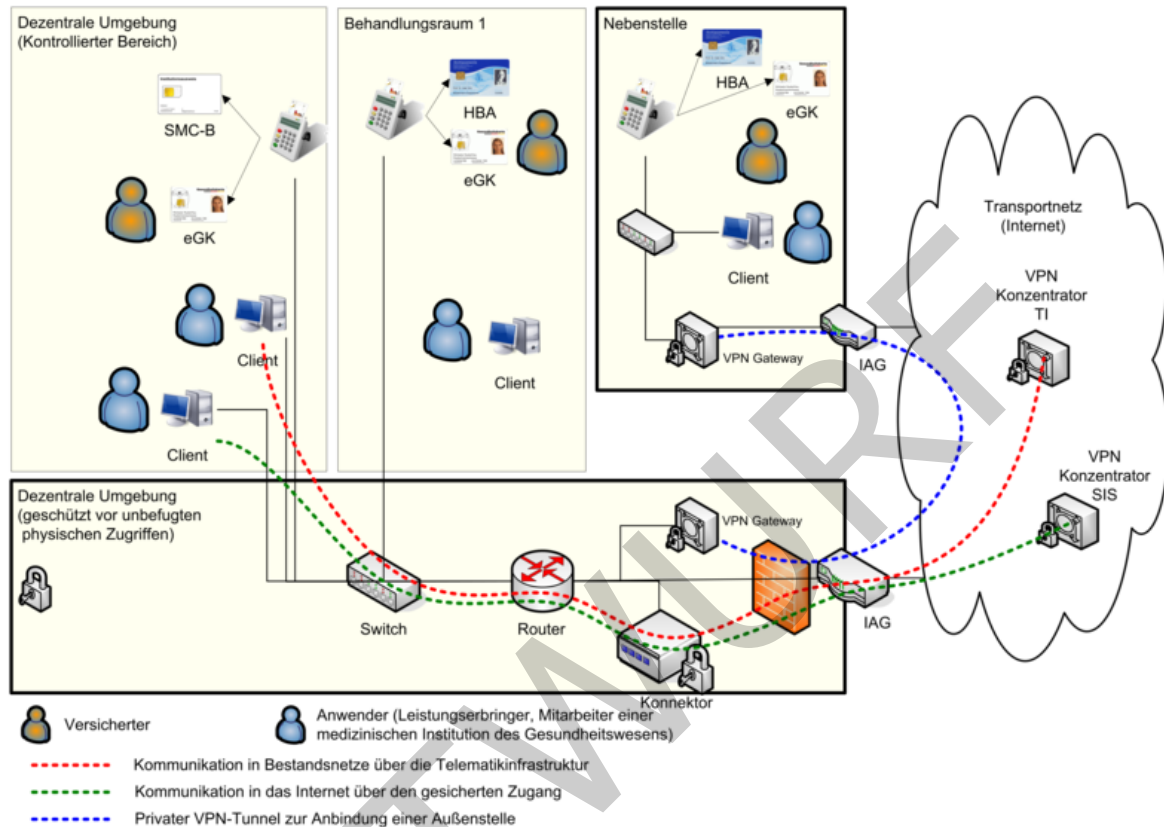 Dezentrale Umgebung
(Kontrollierter Bereich)
SMC-B
eGK
Client
Client
Behandlungsraum 1
HBA
eGK
Client
Nebenstelle
HBA
eGK
Client
VPN Gateway
IAG
Transportnetz
(Internet)
VPN
Konzentrator
TI
VPN
Konzentrator
SIS
Dezentrale Umgebung
(geschützt vor unbefugten
physischen Zugriffen)
Switch
Router
VPN Gateway
Konnektor
IAG
Versicherter
Anwender (Leistungserbringer, Mitarbeiter einer
medizinischen Institution des Gesundheitswesens)
Kommunikation in Bestandsnetze über die Telematikinfrastruktur
Kommunikation in das Internet über den gesicherten Zugang
Privater VPN-Tunnel zur Anbindung einer Außenstelle
TWURF